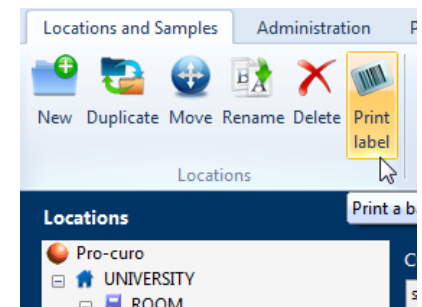 Locations and Samples Administration P
New Duplicate Move Rename Delete Print label
Locations
Locations
Print a b
Pro-curo
C
UNIVERSITY
s
ROOM